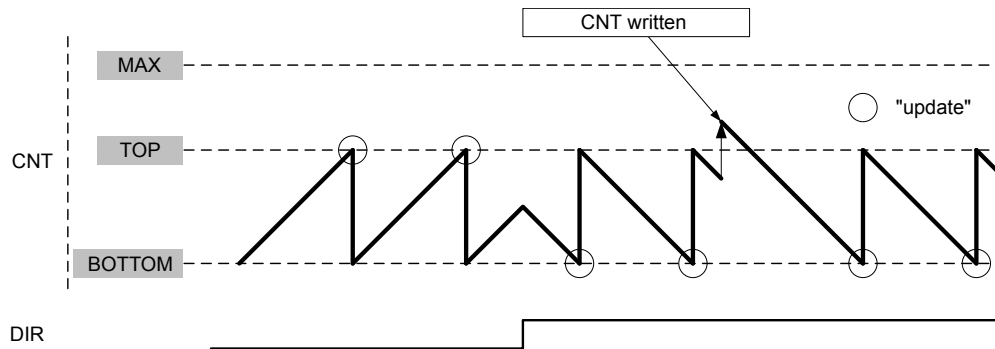 CNT written
MAX
"update"
TOP
CNT
BOTTOM
DIR